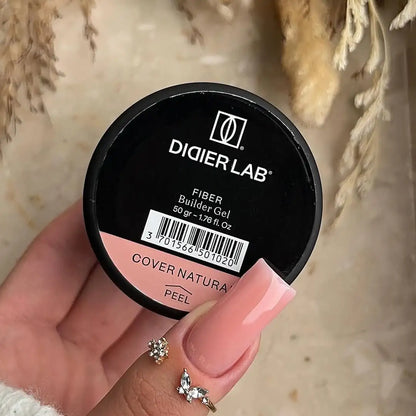 DIDIER LAB®
FIBER
Builder Gel
50 gr - 1.76 fl. Oz
3 701566 501020
COVER NATURA
PEEL